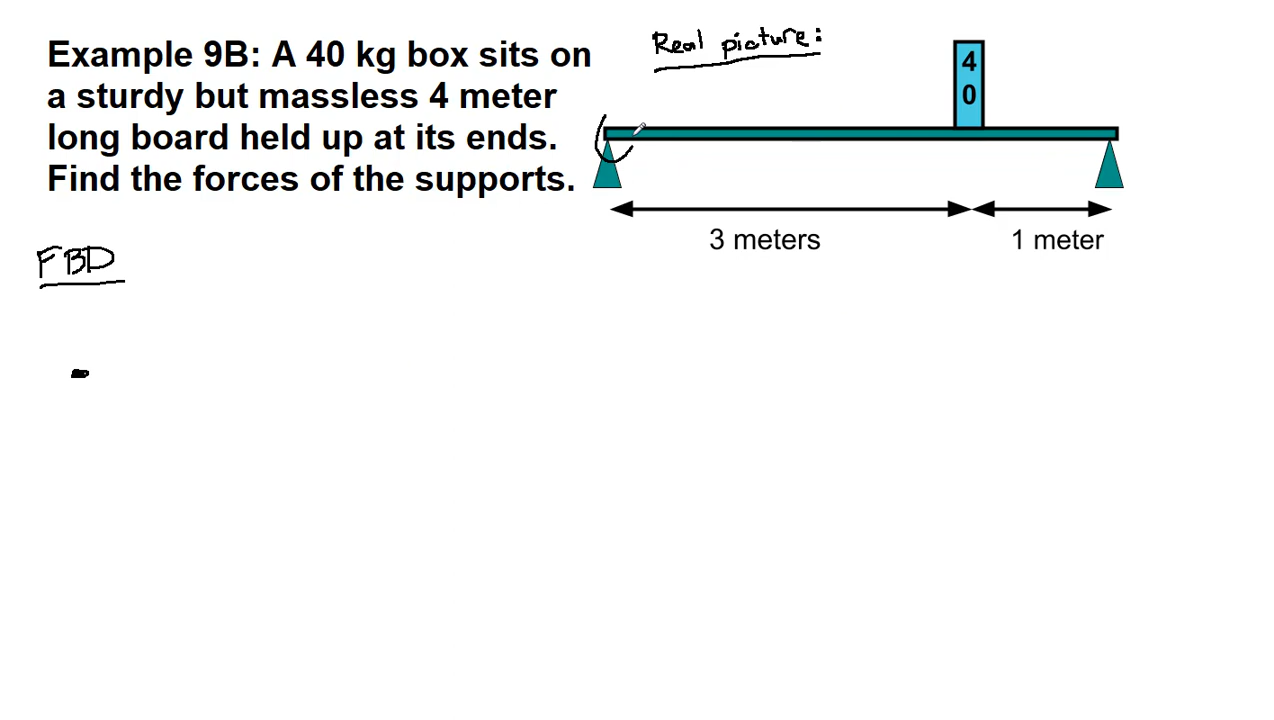 Example 9B: A 40 kg box sits on
a sturdy but massless 4 meter
long board held up at its ends.
Find the forces of the supports.
Real picture:
4
0
3 meters
1 meter
FBD